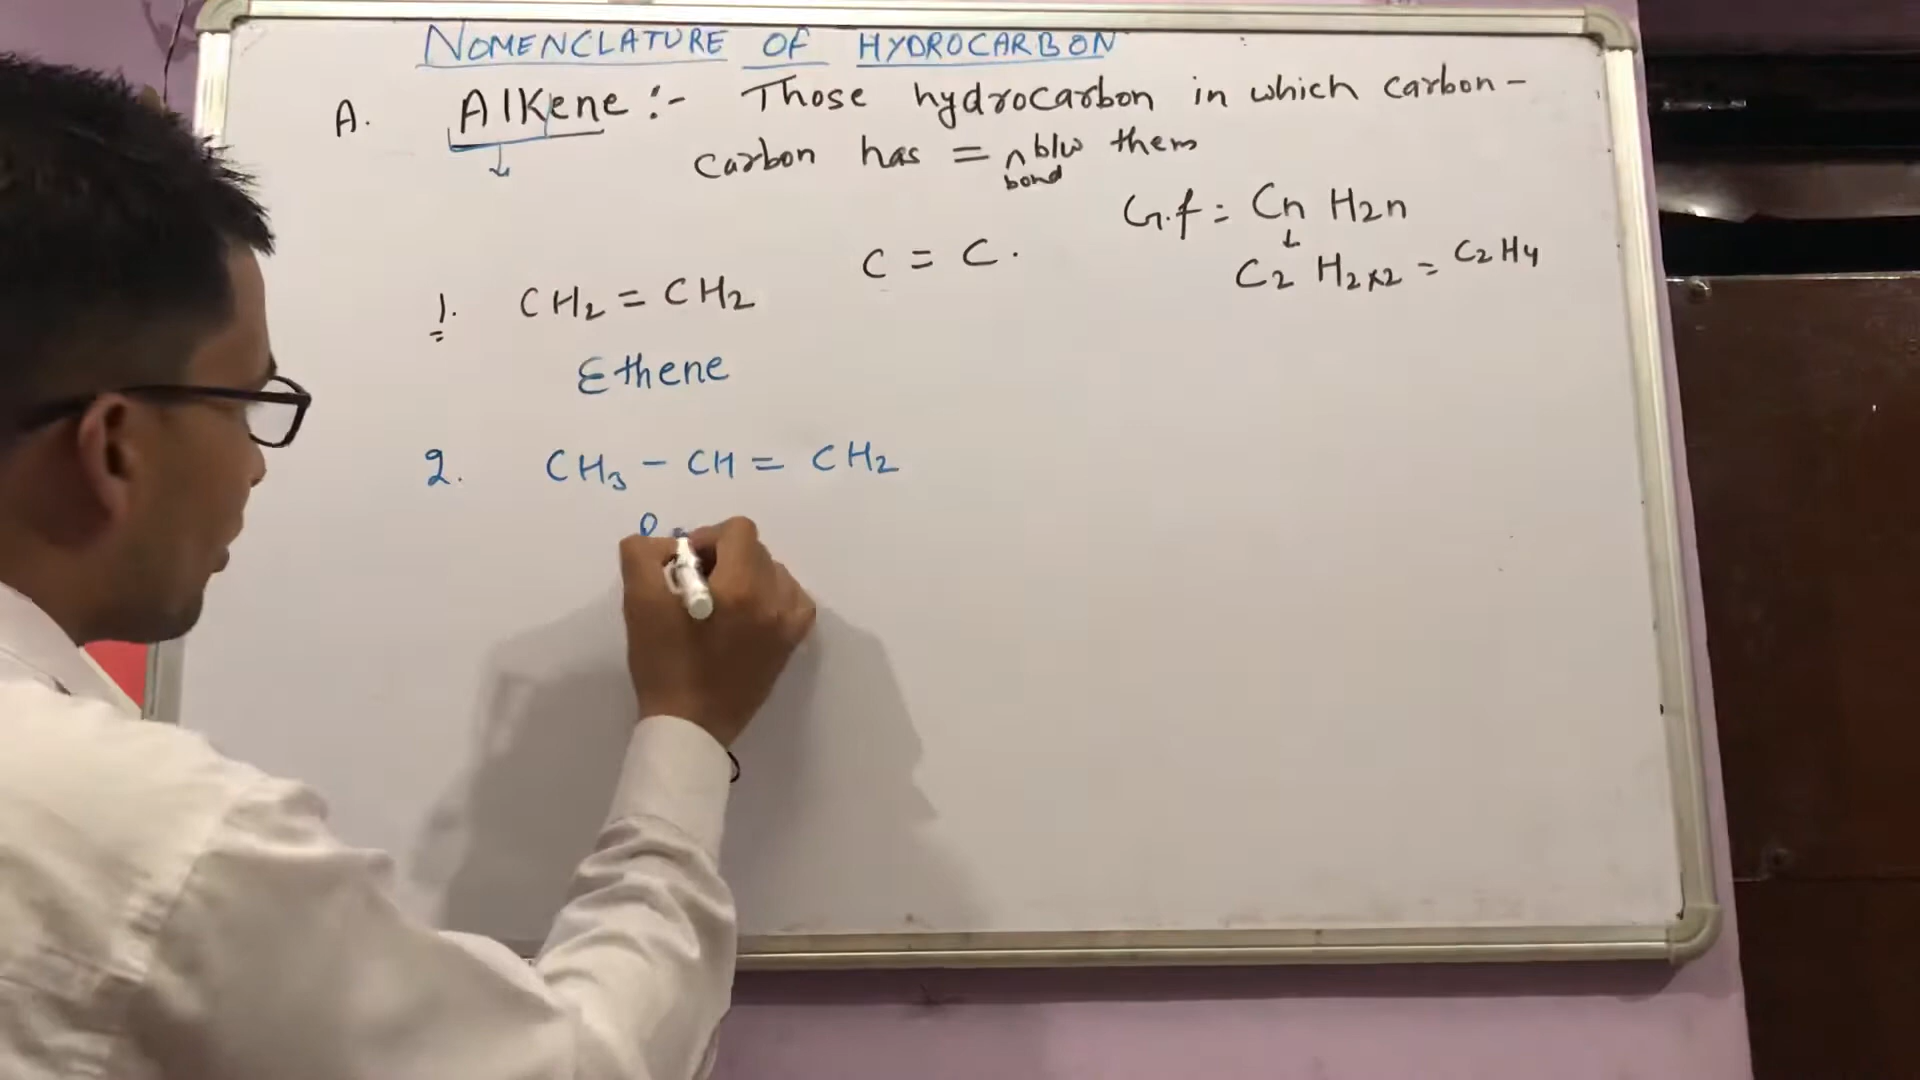 NOMENCLATURE OF HYDROCARBON
A. Alkene :- Those hydrocarbon in which carbon-
carbon has = ^ b/w them
bond
G.f = Cn H2n
C = C.
C2 H2x2 = C2H4
1. CH2 = CH2
Ethene
2. CH3 - CH = CH2